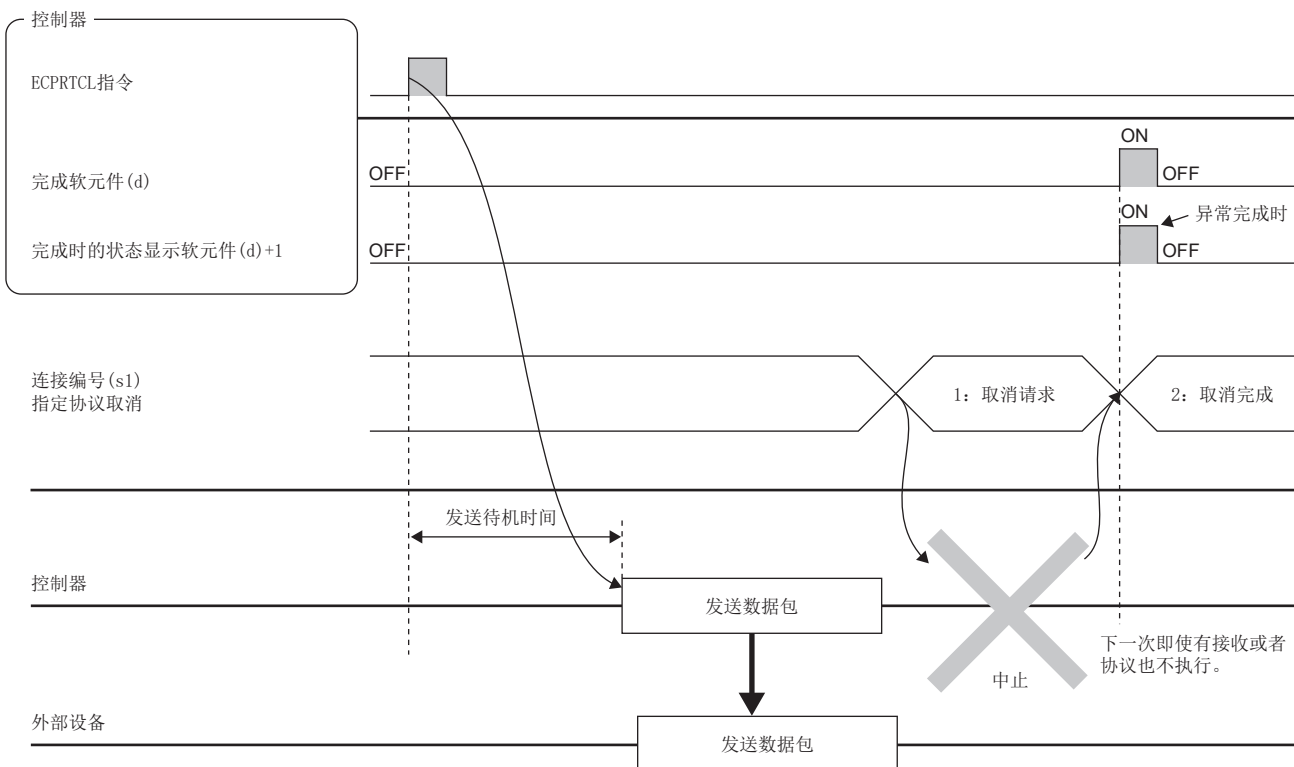 控制器
ECPRTCL指令
ON
完成软元件(d)
OFF
OFF
ON
异常完成时
完成时的状态显示软元件(d)+1
OFF
OFF
连接编号(s1)
指定协议取消
1: 取消请求
2: 取消完成
发送待机时间
控制器
发送数据包
下一次即使有接收或者
协议也不执行。
中止
外部设备
发送数据包